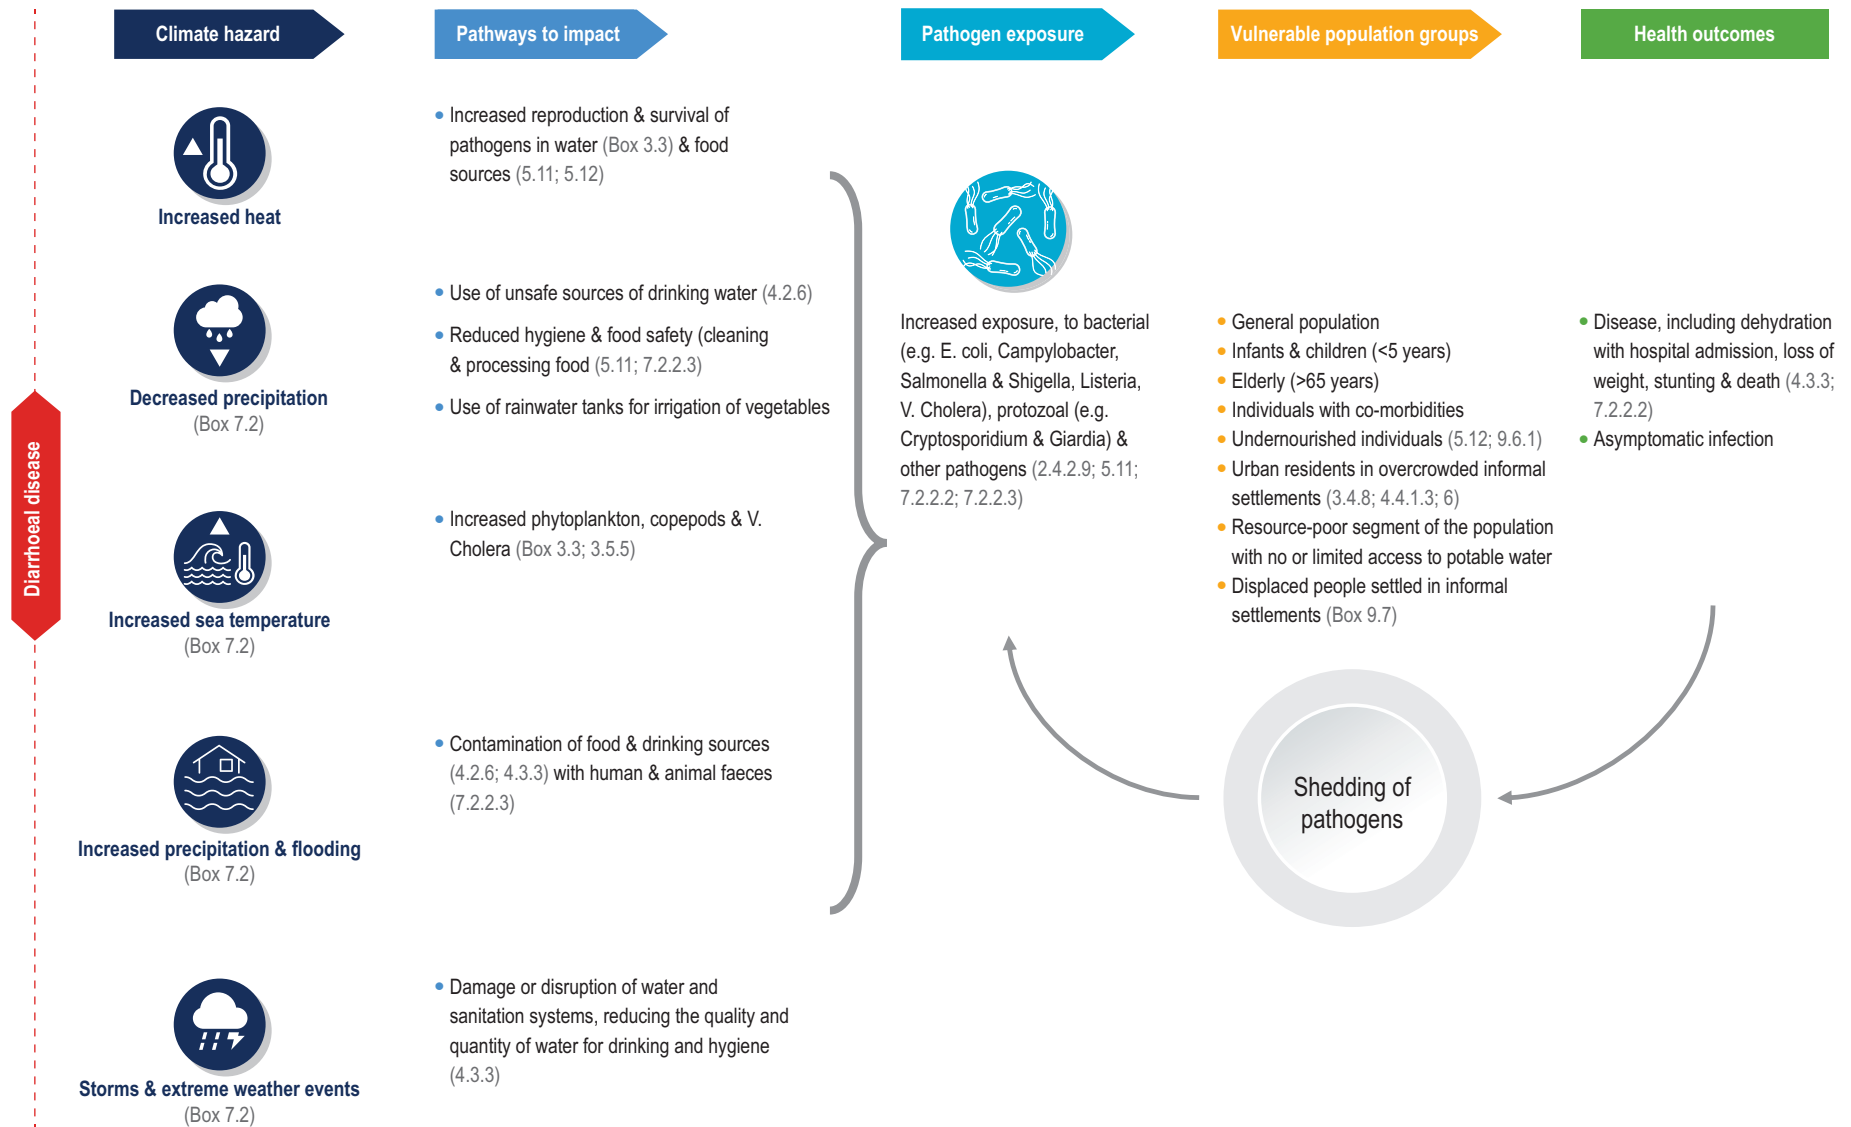 Climate hazard
Pathways to impact
Pathogen exposure
Vulnerable population groups
Health outcomes
Diarrhoeal disease
Increased heat
• Increased reproduction & survival of
pathogens in water (Box 3.3) & food
sources (5.11; 5.12)
Decreased precipitation
(Box 7.2)
• Use of unsafe sources of drinking water (4.2.6)
• Reduced hygiene & food safety (cleaning
& processing food (5.11; 7.2.2.3)
• Use of rainwater tanks for irrigation of vegetables
Increased sea temperature
(Box 7.2)
• Increased phytoplankton, copepods & V.
Cholera (Box 3.3; 3.5.5)
Increased precipitation & flooding
(Box 7.2)
• Contamination of food & drinking sources
(4.2.6; 4.3.3) with human & animal faeces
(7.2.2.3)
Storms & extreme weather events
(Box 7.2)
• Damage or disruption of water and
sanitation systems, reducing the quality and
quantity of water for drinking and hygiene
(4.3.3)
Increased exposure, to bacterial
(e.g. E. coli, Campylobacter,
Salmonella & Shigella, Listeria,
V. Cholera), protozoal (e.g.
Cryptosporidium & Giardia) &
other pathogens (2.4.2.9; 5.11;
7.2.2.2; 7.2.2.3)
• General population
• Infants & children (<5 years)
• Elderly (>65 years)
• Individuals with co-morbidities
• Undernourished individuals (5.12; 9.6.1)
• Urban residents in overcrowded informal
settlements (3.4.8; 4.4.1.3; 6)
• Resource-poor segment of the population
with no or limited access to potable water
• Displaced people settled in informal
settlements (Box 9.7)
• Disease, including dehydration
with hospital admission, loss of
weight, stunting & death (4.3.3;
7.2.2.2)
• Asymptomatic infection
Shedding of
pathogens